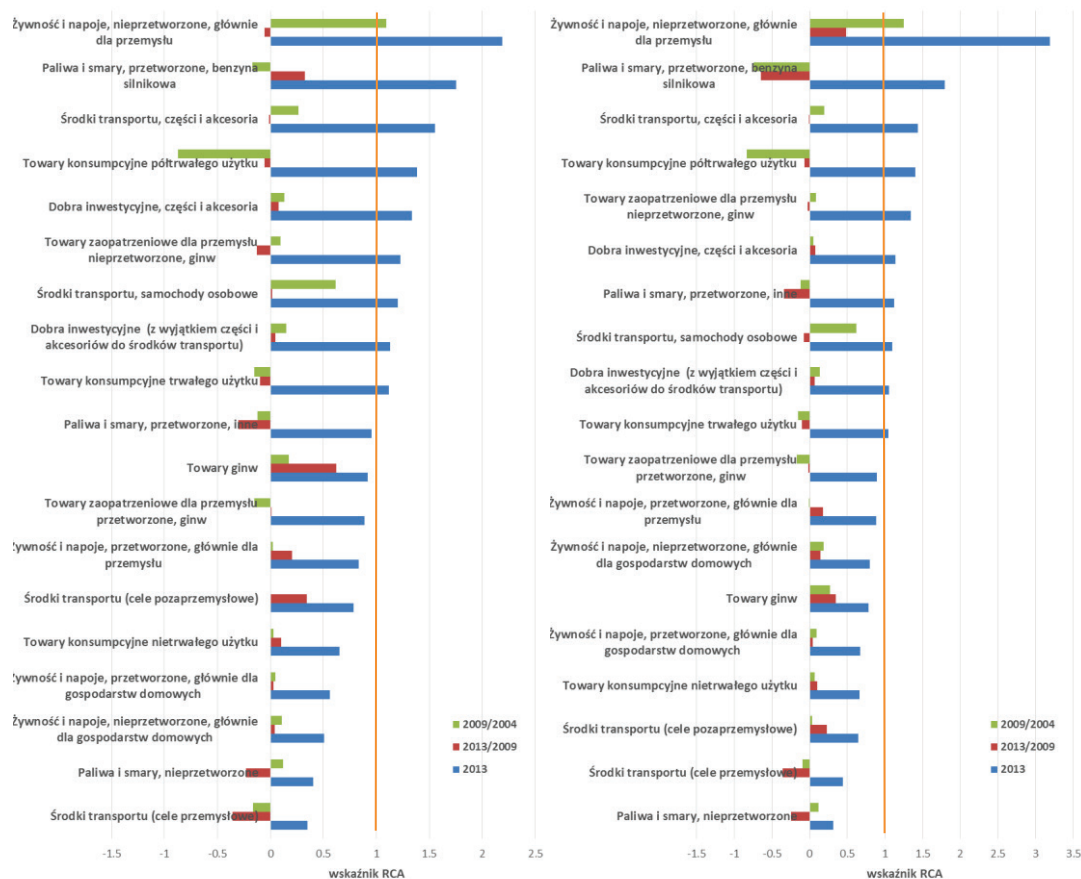 Żywność i napoje, nieprzetworzone, głównie
dla przemysłu
Paliwa i smary, przetworzone, benzyna
silnikowa
Środki transportu, części i akcesoria
Towary konsumpcyjne półtrwałego użytku
Dobra inwestycyjne, części i akcesoria
Towary zaopatrzeniowe dla przemysłu
nieprzetworzone, ginw
Środki transportu, samochody osobowe
Dobra inwestycyjne (z wyjątkiem części i
akcesoriów do środków transportu)
Towary konsumpcyjne trwałego użytku
Paliwa i smary, przetworzone, inne
Towary ginw
Towary zaopatrzeniowe dla przemysłu
przetworzone, ginw
Żywność i napoje, przetworzone, głównie dla
przemysłu
Środki transportu (cele pozaprzemysłowe)
Towary konsumpcyjne nietrwałego użytku
Żywność i napoje, przetworzone, głównie dla
gospodarstw domowych
Żywność i napoje, nieprzetworzone, głównie
dla gospodarstw domowych
Paliwa i smary, nieprzetworzone
Środki transportu (cele przemysłowe)
2009/2004
2013/2009
2013
-1.5 -1 -0.5 0 0.5 1 1.5 2 2.5
wskaźnik RCA
Żywność i napoje, nieprzetworzone, głównie
dla przemysłu
Paliwa i smary, przetworzone, benzyna
silnikowa
Środki transportu, części i akcesoria
Towary konsumpcyjne półtrwałego użytku
Towary zaopatrzeniowe dla przemysłu
nieprzetworzone, ginw
Dobra inwestycyjne, części i akcesoria
Paliwa i smary, przetworzone, inne
Środki transportu, samochody osobowe
Dobra inwestycyjne (z wyjątkiem części i
akcesoriów do środków transportu)
Towary konsumpcyjne trwałego użytku
Towary zaopatrzeniowe dla przemysłu
przetworzone, ginw
Żywność i napoje, przetworzone, głównie dla
przemysłu
Żywność i napoje, nieprzetworzone, głównie
dla gospodarstw domowych
Towary ginw
Żywność i napoje, przetworzone, głównie dla
gospodarstw domowych
Towary konsumpcyjne nietrwałego użytku
Środki transportu (cele pozaprzemysłowe)
Środki transportu (cele przemysłowe)
Paliwa i smary, nieprzetworzone
2009/2004
2013/2009
2013
-1.5 -1 -0.5 0 0.5 1 1.5 2 2.5 3 3.5
wskaźnik RCA